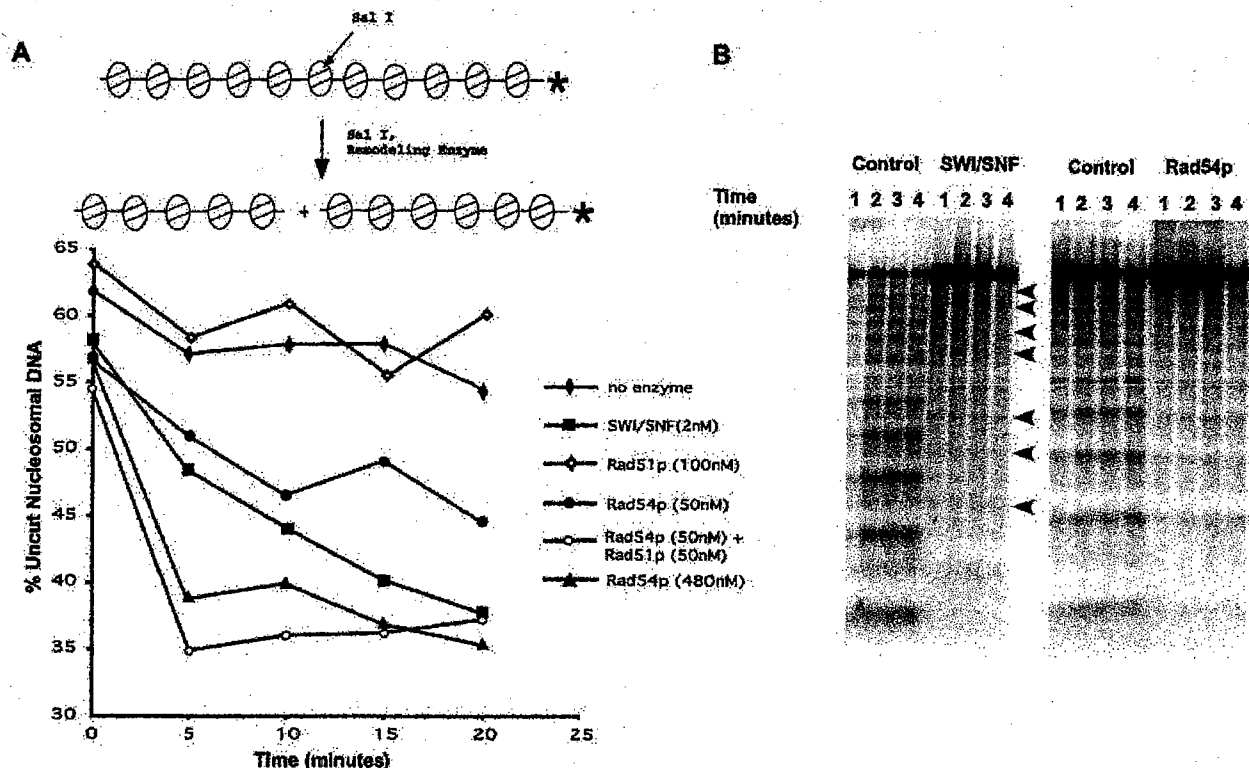 A
Sal I
Sal I,
Remodeling Enzyme
+
*
*
65
60
55
50
45
40
35
30
% Uncut Nucleosomal DNA
0 5 10 15 20 25
Time (minutes)
no enzyme
SWI/SNF(2nM)
Rad51p (100nM)
Rad54p (50nM)
Rad54p (50nM) +
Rad51p (50nM)
Rad54p (480nM)
B
Control SWI/SNF Control Rad54p
Time
(minutes)
1 2 3 4 1 2 3 4 1 2 3 4 1 2 3 4